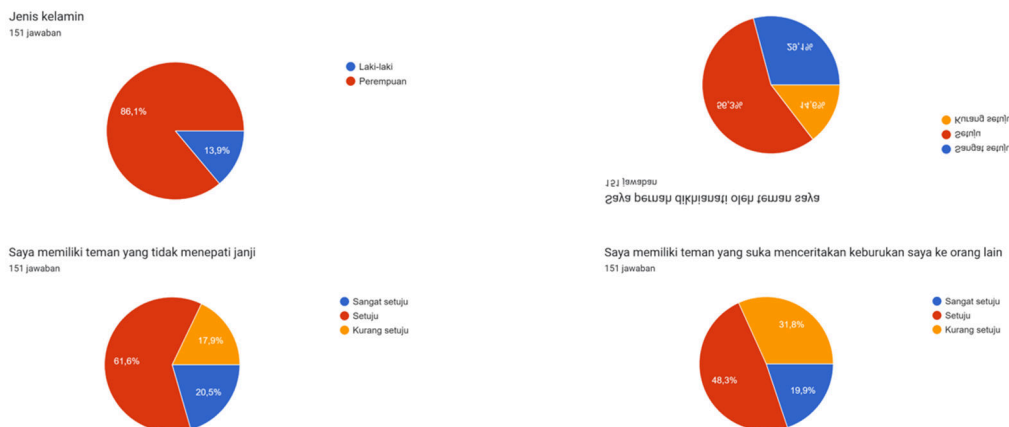 Jenis kelamin
151 jawaban
Laki-laki
Perempuan
86,1%
13,9%
Saya pernah dikhianati oleh teman saya
151 jawaban
Sangat setuju
Setuju
Kurang setuju
29,1%
56,3%
14,6%
Saya memiliki teman yang tidak menepati janji
151 jawaban
Sangat setuju
Setuju
Kurang setuju
17,9%
61,6%
20,5%
Saya memiliki teman yang suka menceritakan keburukan saya ke orang lain
151 jawaban
Sangat setuju
Setuju
Kurang setuju
31,8%
48,3%
19,9%